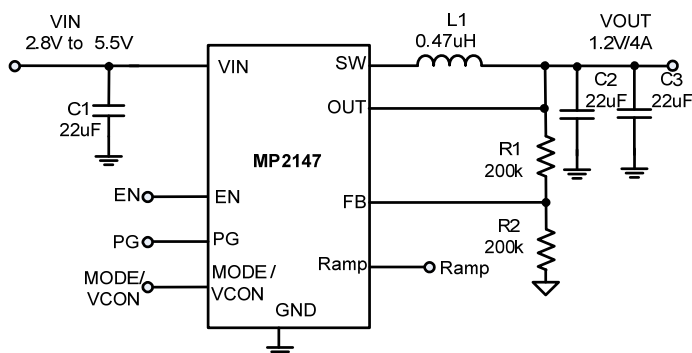 VIN
2.8V to 5.5V
L1
0.47uH
VOUT
1.2V/4A
VIN
SW
C1
22uF
OUT
C2
22uF
C3
22uF
MP2147
R1
200k
EN
EN
FB
PG
PG
R2
200k
MODE/
VCON
MODE/
VCON
Ramp
Ramp
GND